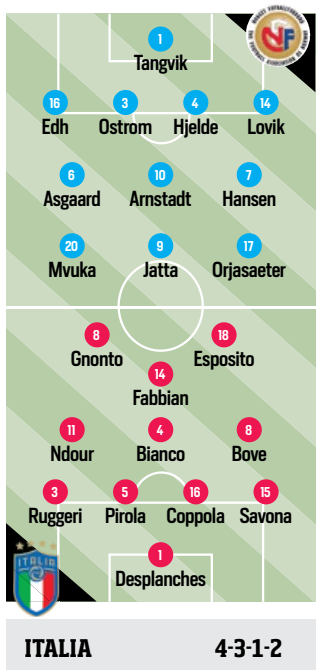 NF
1
Tangvik
16 3 4 14
Edh Ostrom Hjelde Lovik
6 10 7
Asgaard Arnstadt Hansen
20 9 17
Mvuka Jatta Orjasaeter
8 18
Gnonto Esposito
14
Fabbian
11 4 8
Ndour Bianco Bove
3 5 16 15
Ruggeri Pirola Coppola Savona
1
Desplanches
ITALIA
ITALIA 4-3-1-2